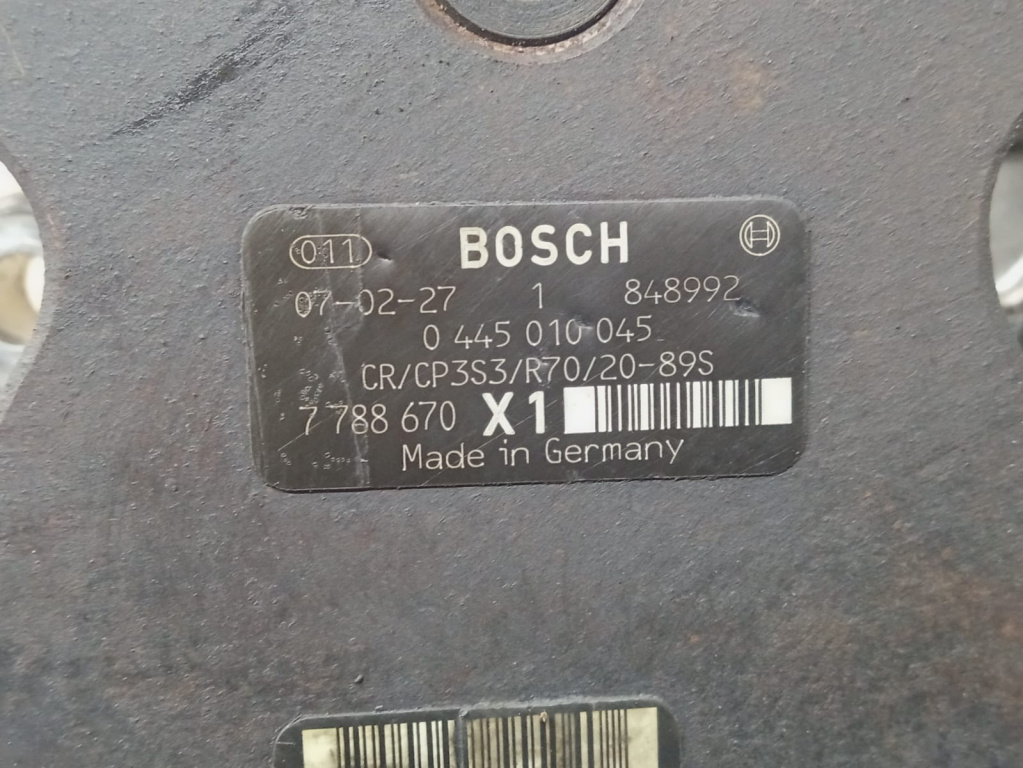 011 BOSCH
07-02-27 1 848992
0 445 010 045
CR/CP3S3/R70/20-89S
7 788 670 X1
Made in Germany